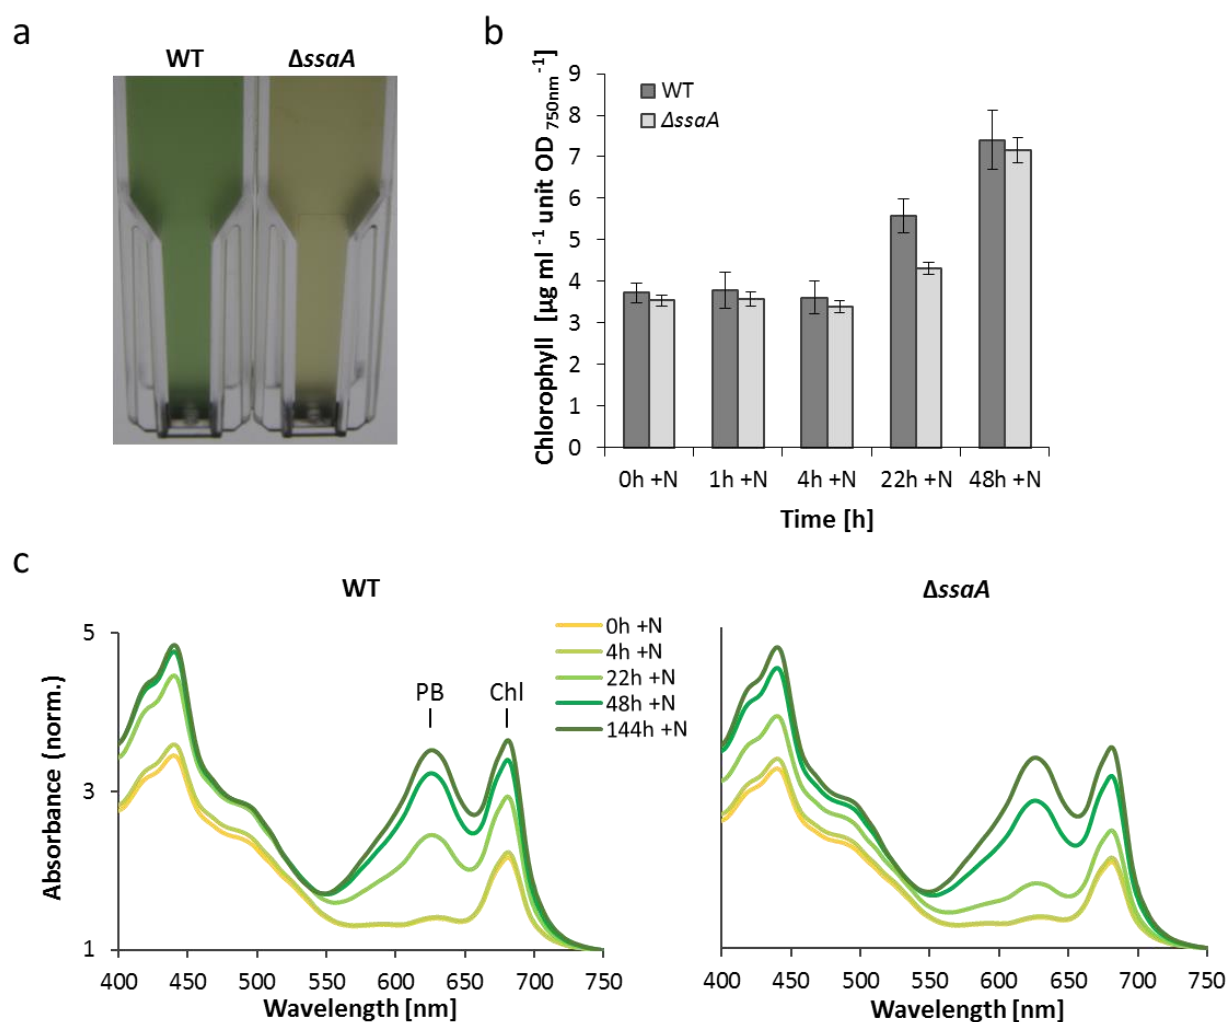 a
WT ΔssaA
b
Chlorophyll [µg ml⁻¹ unit OD₇₅₀ₙₘ⁻¹]
9
8
7
6
5
4
3
2
1
0
WT
ΔssaA
0h +N 1h +N 4h +N 22h +N 48h +N
Time [h]
c
WT
ΔssaA
Absorbance (norm.)
5
3
1
PB Chl
0h +N
4h +N
22h +N
48h +N
144h +N
400 450 500 550 600 650 700 750
Wavelength [nm]
400 450 500 550 600 650 700 750
Wavelength [nm]